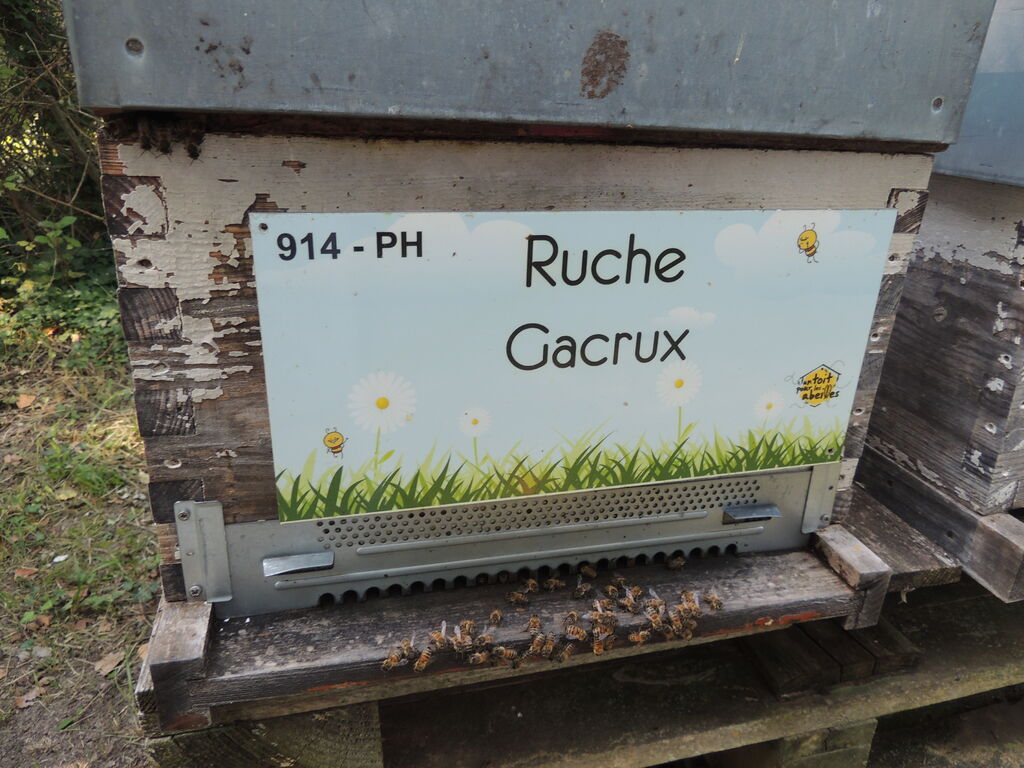 914 - PH
Ruche
Gacrux
un toit
pour les
abeilles